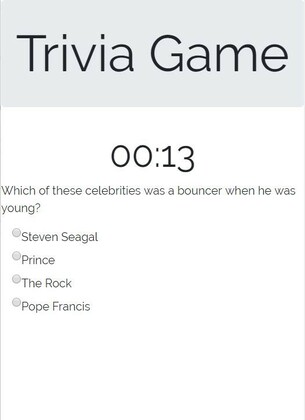 Trivia Game
00:13
Which of these celebrities was a bouncer when he was
young?
Steven Seagal
Prince
The Rock
Pope Francis